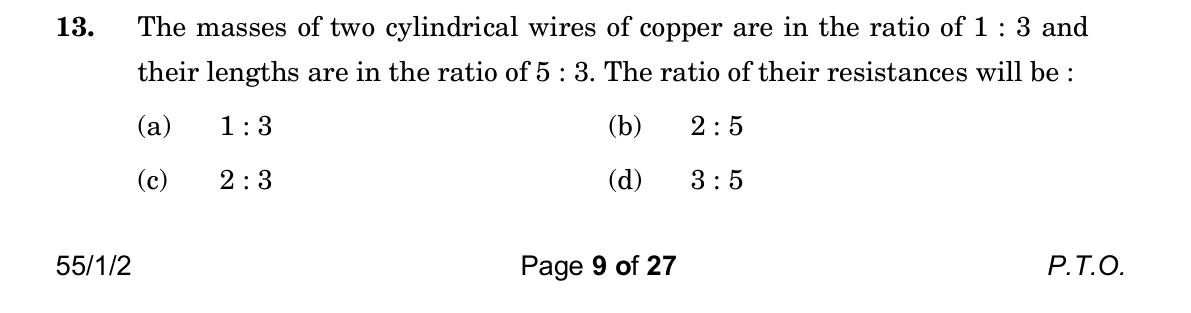 13. The masses of two cylindrical wires of copper are in the ratio of 1 : 3 and
their lengths are in the ratio of 5 : 3. The ratio of their resistances will be :
(a) 1 : 3 (b) 2 : 5
(c) 2 : 3 (d) 3 : 5
55/1/2 Page 9 of 27 P.T.O.